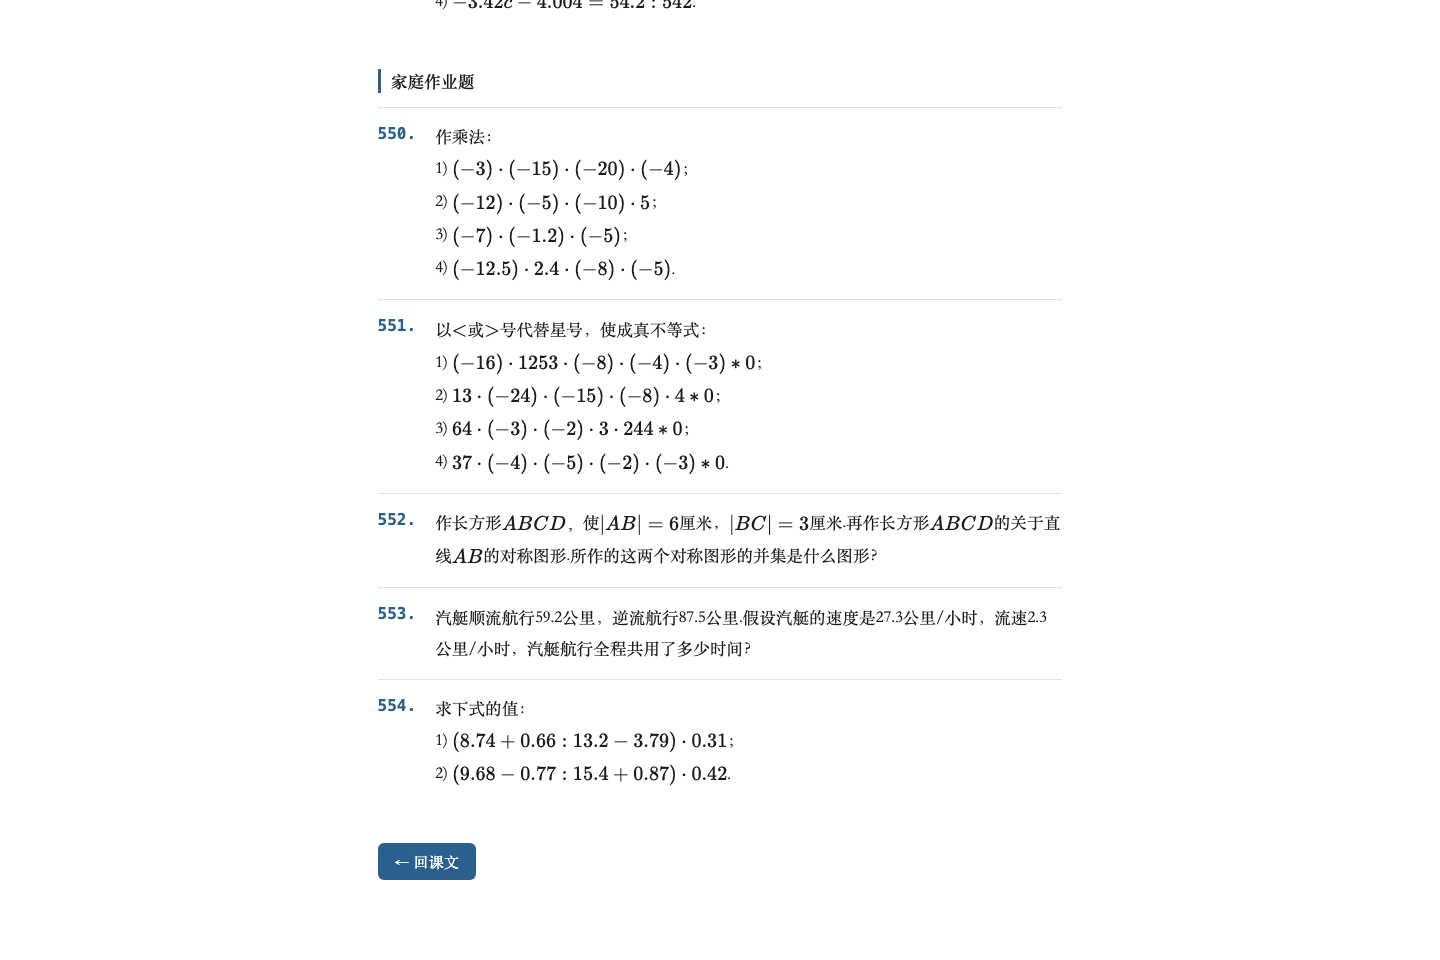 4) −3.42c − 4.004 = 54.2 : 542.
家庭作业题
550. 作乘法：
1) (−3) · (−15) · (−20) · (−4)；
2) (−12) · (−5) · (−10) · 5；
3) (−7) · (−1.2) · (−5)；
4) (−12.5) · 2.4 · (−8) · (−5).
551. 以<或>号代替星号，使成真不等式：
1) (−16) · 1253 · (−8) · (−4) · (−3) ∗ 0；
2) 13 · (−24) · (−15) · (−8) · 4 ∗ 0；
3) 64 · (−3) · (−2) · 3 · 244 ∗ 0；
4) 37 · (−4) · (−5) · (−2) · (−3) ∗ 0.
552. 作长方形ABCD，使|AB| = 6厘米，|BC| = 3厘米.再作长方形ABCD的关于直
线AB的对称图形.所作的这两个对称图形的并集是什么图形？
553. 汽艇顺流航行59.2公里，逆流航行87.5公里.假设汽艇的速度是27.3公里/小时，流速2.3
公里/小时，汽艇航行全程共用了多少时间？
554. 求下式的值：
1) (8.74 + 0.66 : 13.2 − 3.79) · 0.31；
2) (9.68 − 0.77 : 15.4 + 0.87) · 0.42.
← 回课文